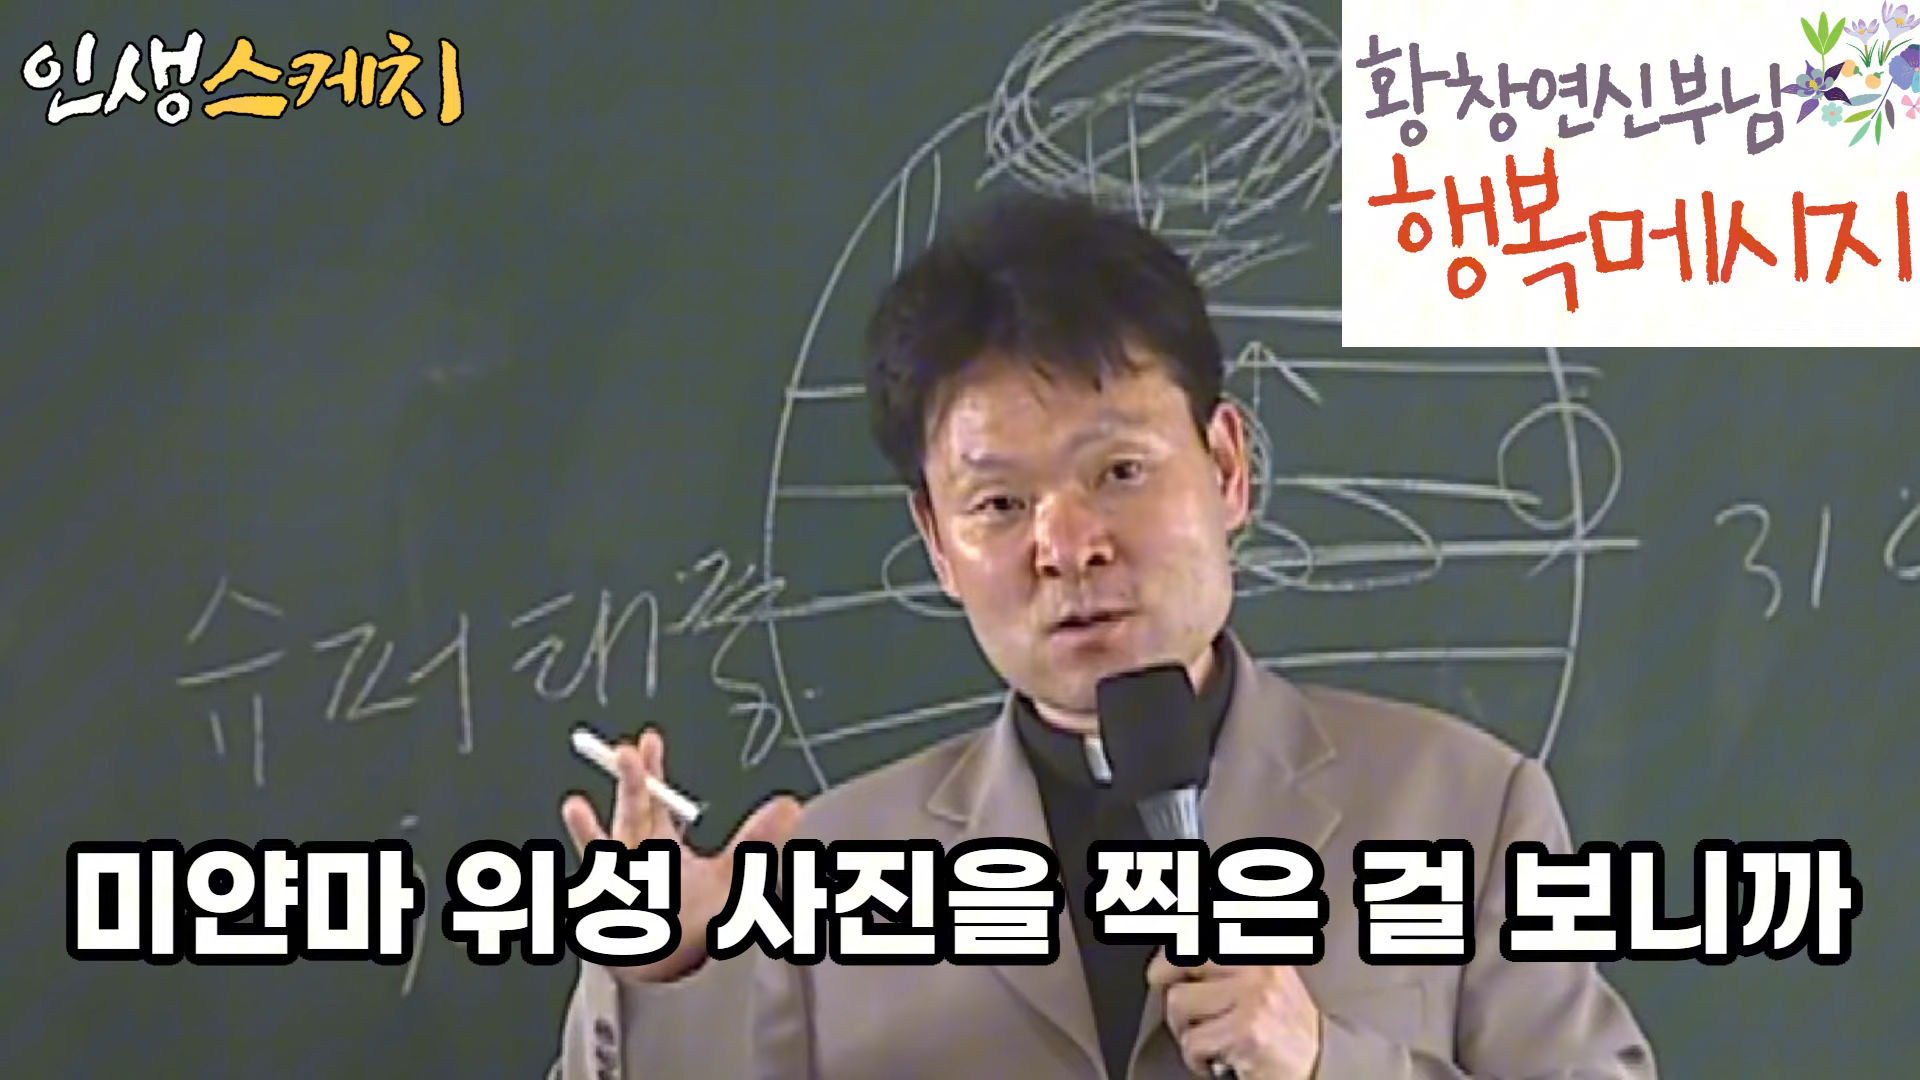 인생스케치
황창연신부님
행복메시지
슈퍼태풍
31
미얀마 위성 사진을 찍은 걸 보니까